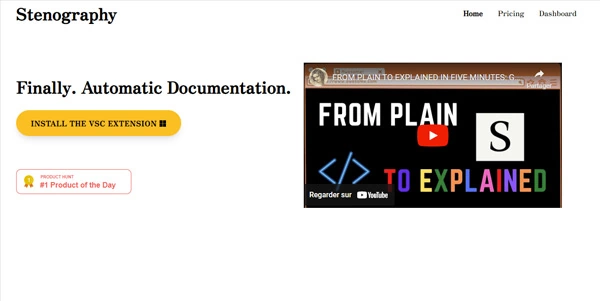 Stenography
Home Pricing Dashboard
Finally. Automatic Documentation.
INSTALL THE VSC EXTENSION
PRODUCT HUNT
#1 Product of the Day
FROM PLAIN TO EXPLAINED IN FIVE MINUTES: G
Partager
FROM PLAIN
S
</> TO EXPLAINED
Regarder sur YouTube